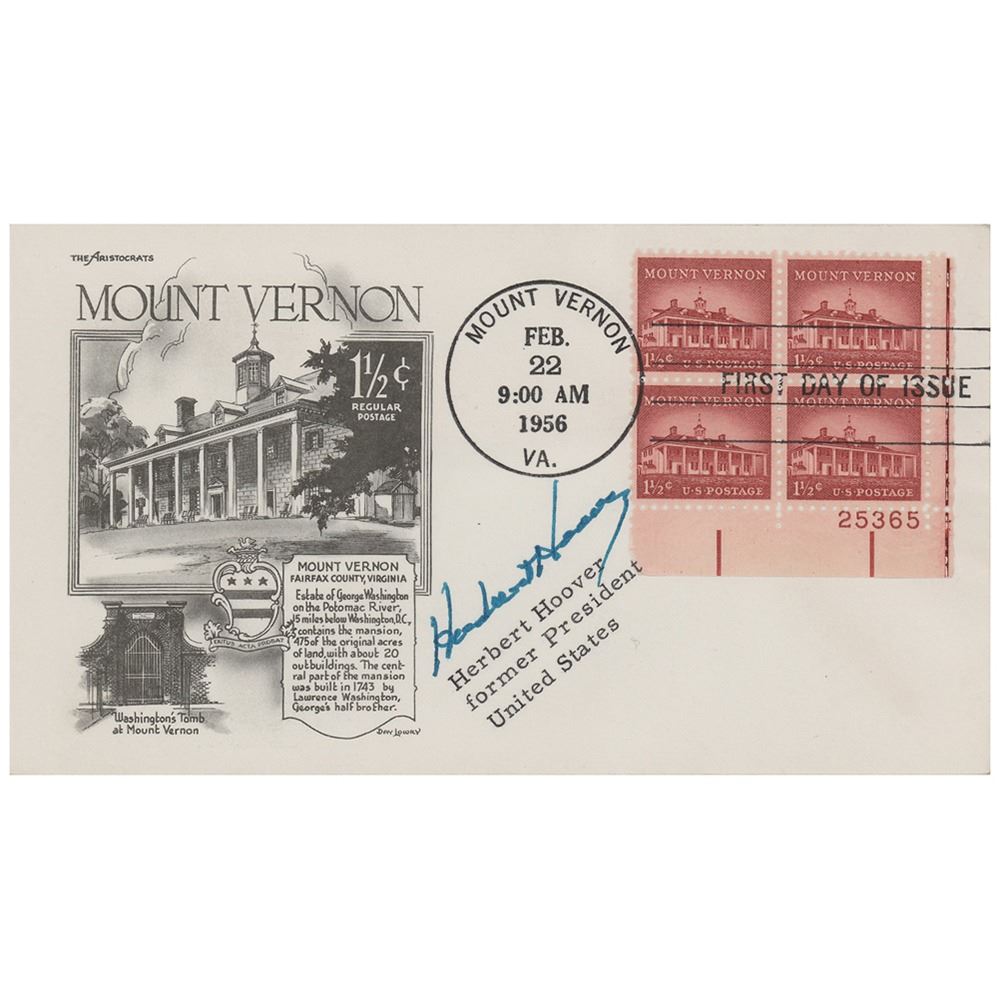 THE ARISTOCRATS
MOUNT VERNON
1½ ¢
REGULAR
POSTAGE
MOUNT VERNON
FAIRFAX COUNTY, VIRGINIA
Estate of George Washington
on the Potomac River,
15 miles below Washington, D.C.,
contains the mansion,
475 of the original acres
of land, with about 20
outbuildings. The cent-
ral part of the mansion
was built in 1743 by
Lawrence Washington,
George's half brother.
EXITUS ACTA PROBAT
Washington's Tomb
at Mount Vernon
DAV LOWRY
MOUNT VERNON
FEB.
22
9:00 AM
1956
VA.
Herbert Hoover
Herbert Hoover
former President
United States
MOUNT VERNON
1½¢ U·S·POSTAGE
MOUNT VERNON
1½¢ U·S·POSTAGE
FIRST DAY OF ISSUE
MOUNT VERNON
1½¢ U·S·POSTAGE
MOUNT VERNON
1½¢ U·S·POSTAGE
25365